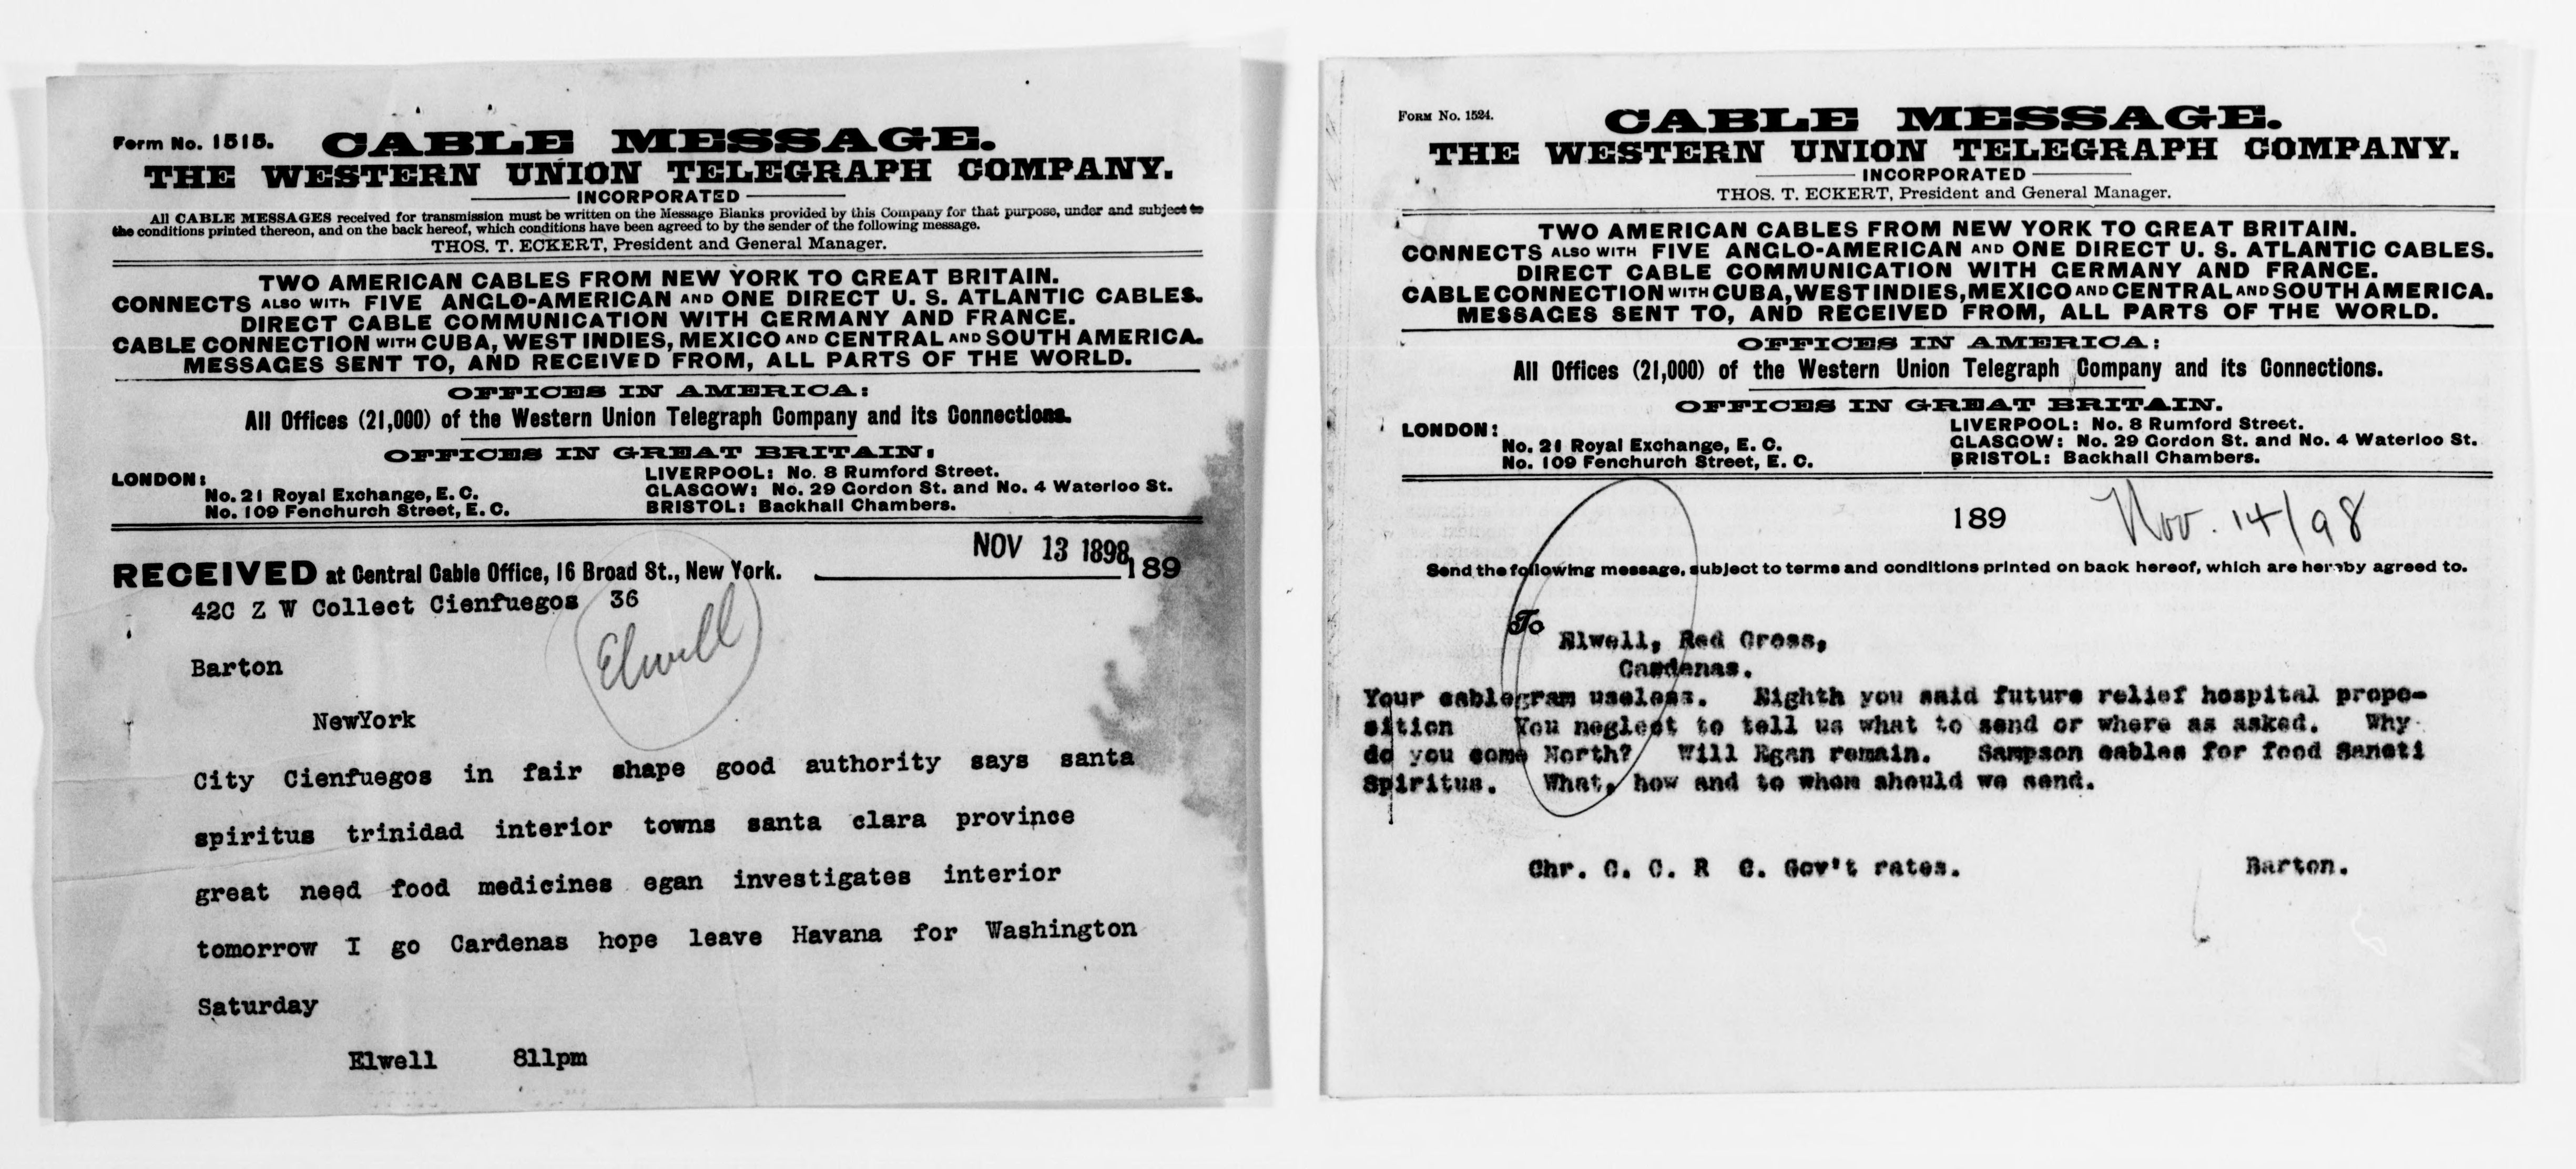 Form No. 1515.
CABLE MESSAGE.
THE WESTERN UNION TELEGRAPH COMPANY.
INCORPORATED
All CABLE MESSAGES received for transmission must be written on the Message Blanks provided by this Company for that purpose, under and subject to
the conditions printed thereon, and on the back hereof, which conditions have been agreed to by the sender of the following message.
THOS. T. ECKERT, President and General Manager.
TWO AMERICAN CABLES FROM NEW YORK TO GREAT BRITAIN.
CONNECTS ALSO WITH FIVE ANGLO-AMERICAN AND ONE DIRECT U. S. ATLANTIC CABLES.
DIRECT CABLE COMMUNICATION WITH GERMANY AND FRANCE.
CABLE CONNECTION WITH CUBA, WEST INDIES, MEXICO AND CENTRAL AND SOUTH AMERICA.
MESSAGES SENT TO, AND RECEIVED FROM, ALL PARTS OF THE WORLD.
OFFICES IN AMERICA:
All Offices (21,000) of the Western Union Telegraph Company and its Connections.
OFFICES IN GREAT BRITAIN:
LONDON:
No. 21 Royal Exchange, E. C.
No. 109 Fenchurch Street, E. C.
LIVERPOOL: No. 8 Rumford Street.
GLASGOW: No. 29 Gordon St. and No. 4 Waterloo St.
BRISTOL: Backhall Chambers.
NOV 13 1898
RECEIVED at Central Cable Office, 16 Broad St., New York. 189
42C Z W Collect Cienfuegos 36
Elwell
Barton
NewYork
City Cienfuegos in fair shape good authority says santa
spiritus trinidad interior towns santa clara province
great need food medicines egan investigates interior
tomorrow I go Cardenas hope leave Havana for Washington
Saturday
Elwell 811pm
Form No. 1524.
CABLE MESSAGE.
THE WESTERN UNION TELEGRAPH COMPANY.
INCORPORATED
THOS. T. ECKERT, President and General Manager.
TWO AMERICAN CABLES FROM NEW YORK TO GREAT BRITAIN.
CONNECTS ALSO WITH FIVE ANGLO-AMERICAN AND ONE DIRECT U. S. ATLANTIC CABLES.
DIRECT CABLE COMMUNICATION WITH GERMANY AND FRANCE.
CABLE CONNECTION WITH CUBA, WEST INDIES, MEXICO AND CENTRAL AND SOUTH AMERICA.
MESSAGES SENT TO, AND RECEIVED FROM, ALL PARTS OF THE WORLD.
OFFICES IN AMERICA:
All Offices (21,000) of the Western Union Telegraph Company and its Connections.
OFFICES IN GREAT BRITAIN.
LONDON:
No. 21 Royal Exchange, E. C.
No. 109 Fenchurch Street, E. C.
LIVERPOOL: No. 8 Rumford Street.
GLASGOW: No. 29 Gordon St. and No. 4 Waterloo St.
BRISTOL: Backhall Chambers.
189 Nov. 14/98
Send the following message, subject to terms and conditions printed on back hereof, which are hereby agreed to.
To
Elwell, Red Cross,
Cardenas.
Your cablegram useless. Eighth you said future relief hospital propo-
sition You neglect to tell us what to send or where as asked. Why
do you come North? Will Egan remain. Sampson cables for food Sancti
Spiritus. What, how and to whom should we send.
Chr. C. C. R C. Gov't rates. Barton.